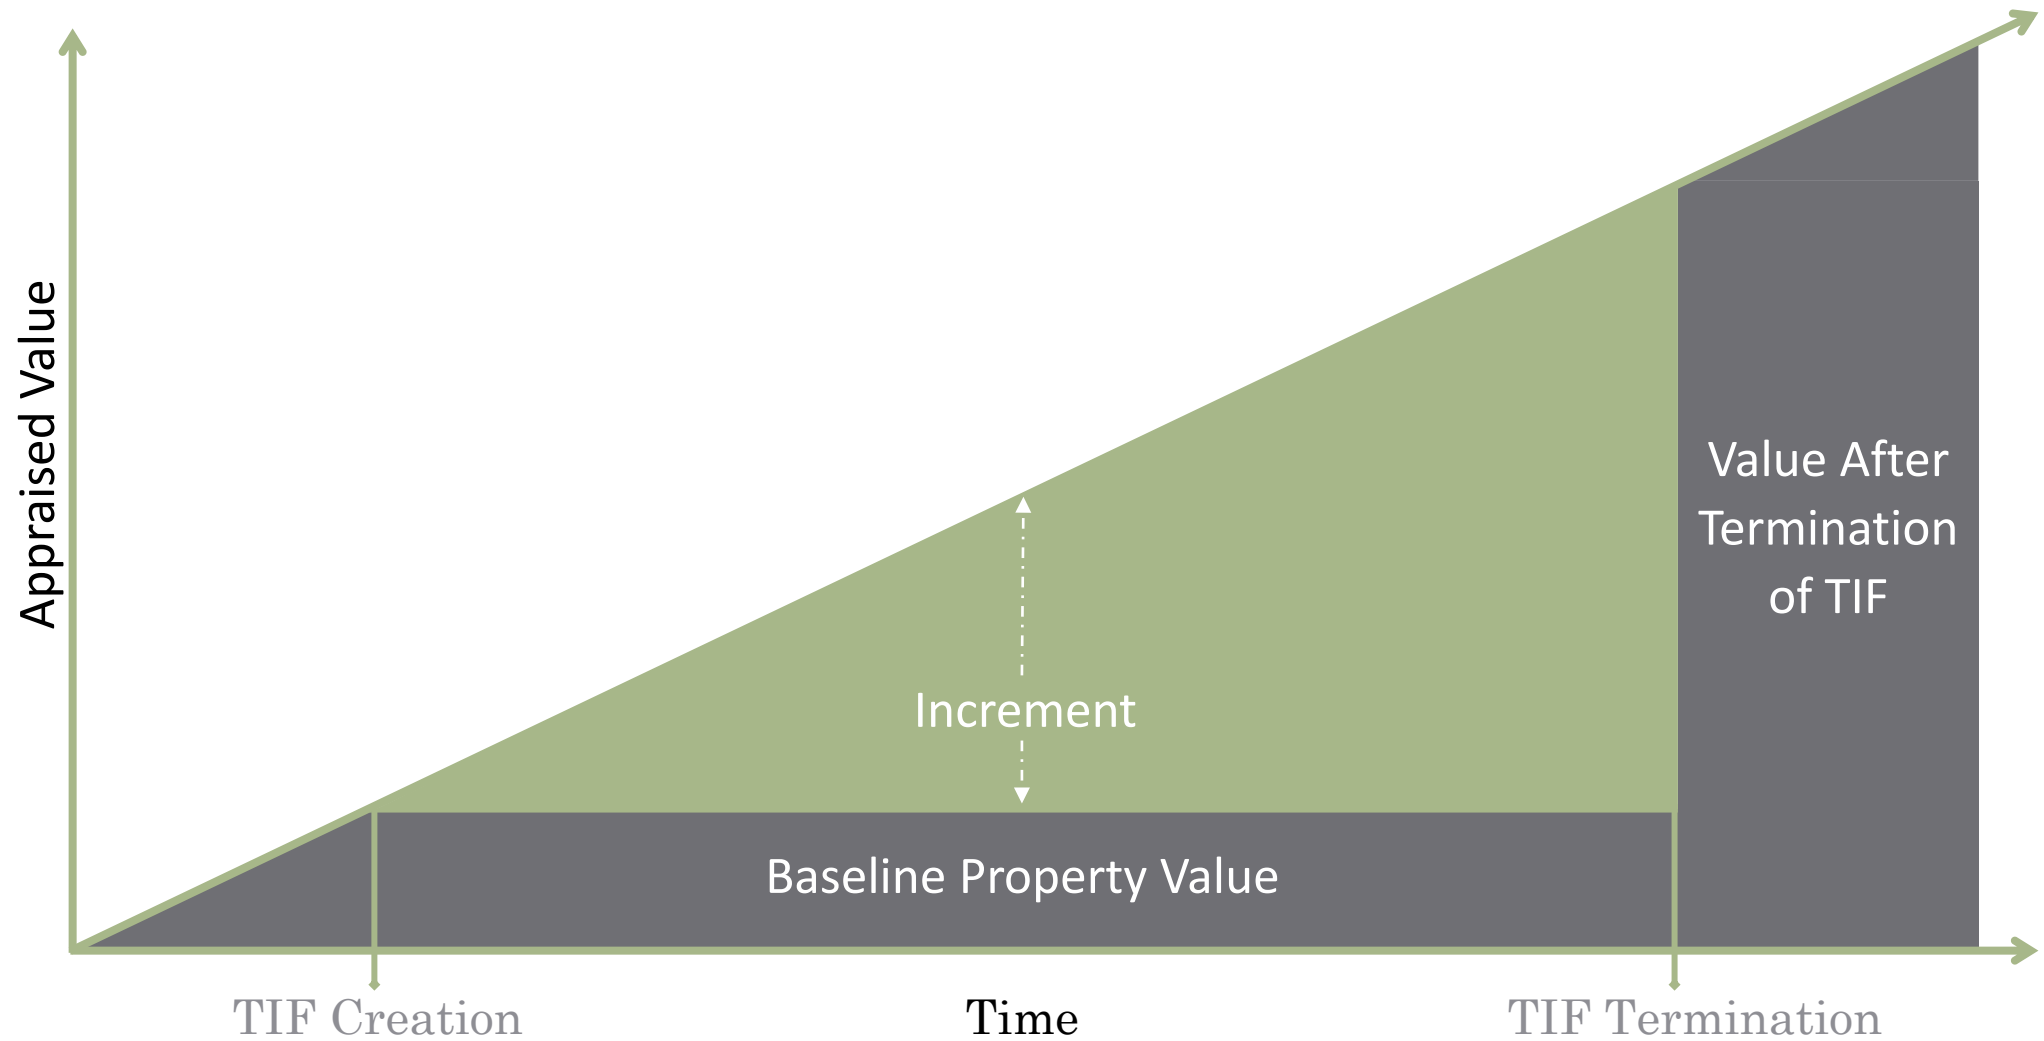 Appraised Value
Value After
Termination
of TIF
Increment
Baseline Property Value
TIF Creation
Time
TIF Termination